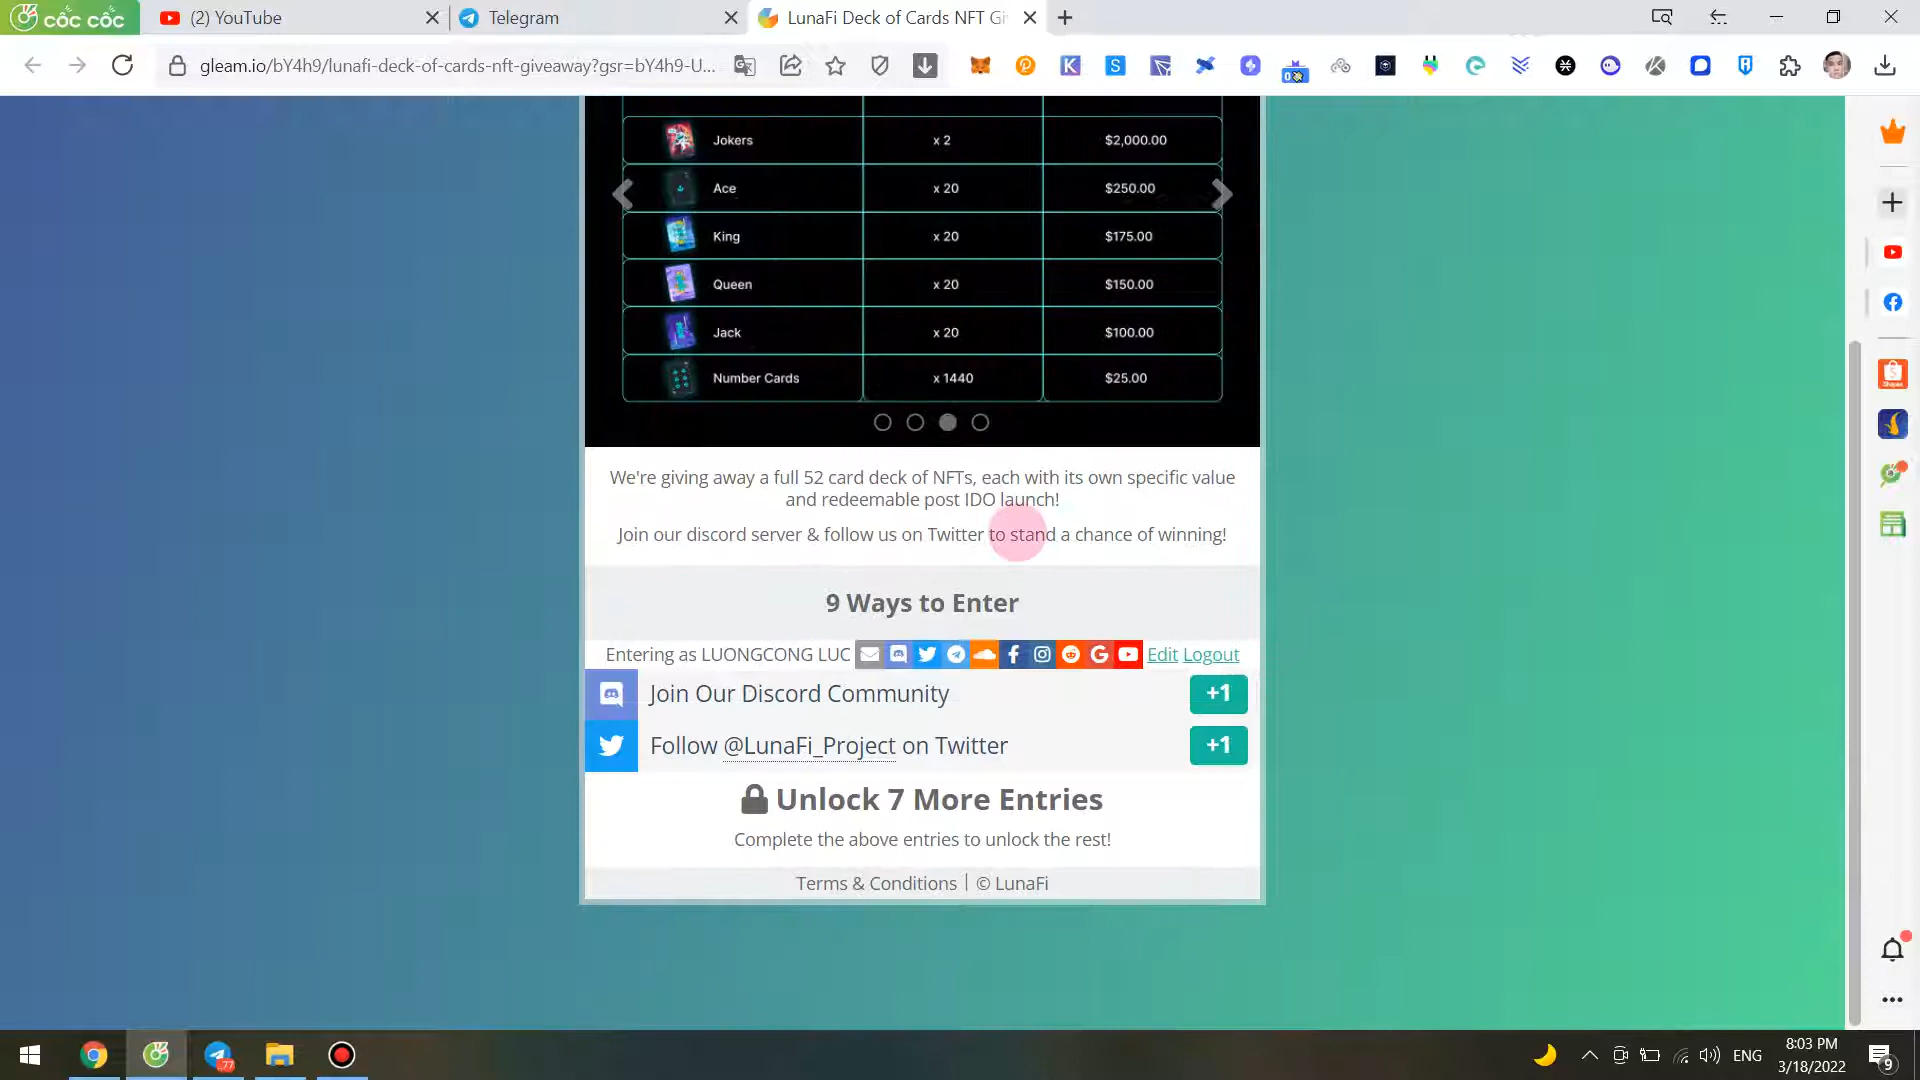 cốc cốc
(2) YouTube
Telegram
LunaFi Deck of Cards NFT Gi
gleam.io/bY4h9/lunafi-deck-of-cards-nft-giveaway?gsr=bY4h9-U...
Jokers x 2 $2,000.00
Ace x 20 $250.00
King x 20 $175.00
Queen x 20 $150.00
Jack x 20 $100.00
Number Cards x 1440 $25.00
We're giving away a full 52 card deck of NFTs, each with its own specific value
and redeemable post IDO launch!
Join our discord server & follow us on Twitter to stand a chance of winning!
9 Ways to Enter
Entering as LUONGCONG LUC Edit Logout
Join Our Discord Community +1
Follow @LunaFi_Project on Twitter +1
Unlock 7 More Entries
Complete the above entries to unlock the rest!
Terms & Conditions | © LunaFi
77
ENG
8:03 PM
3/18/2022
9